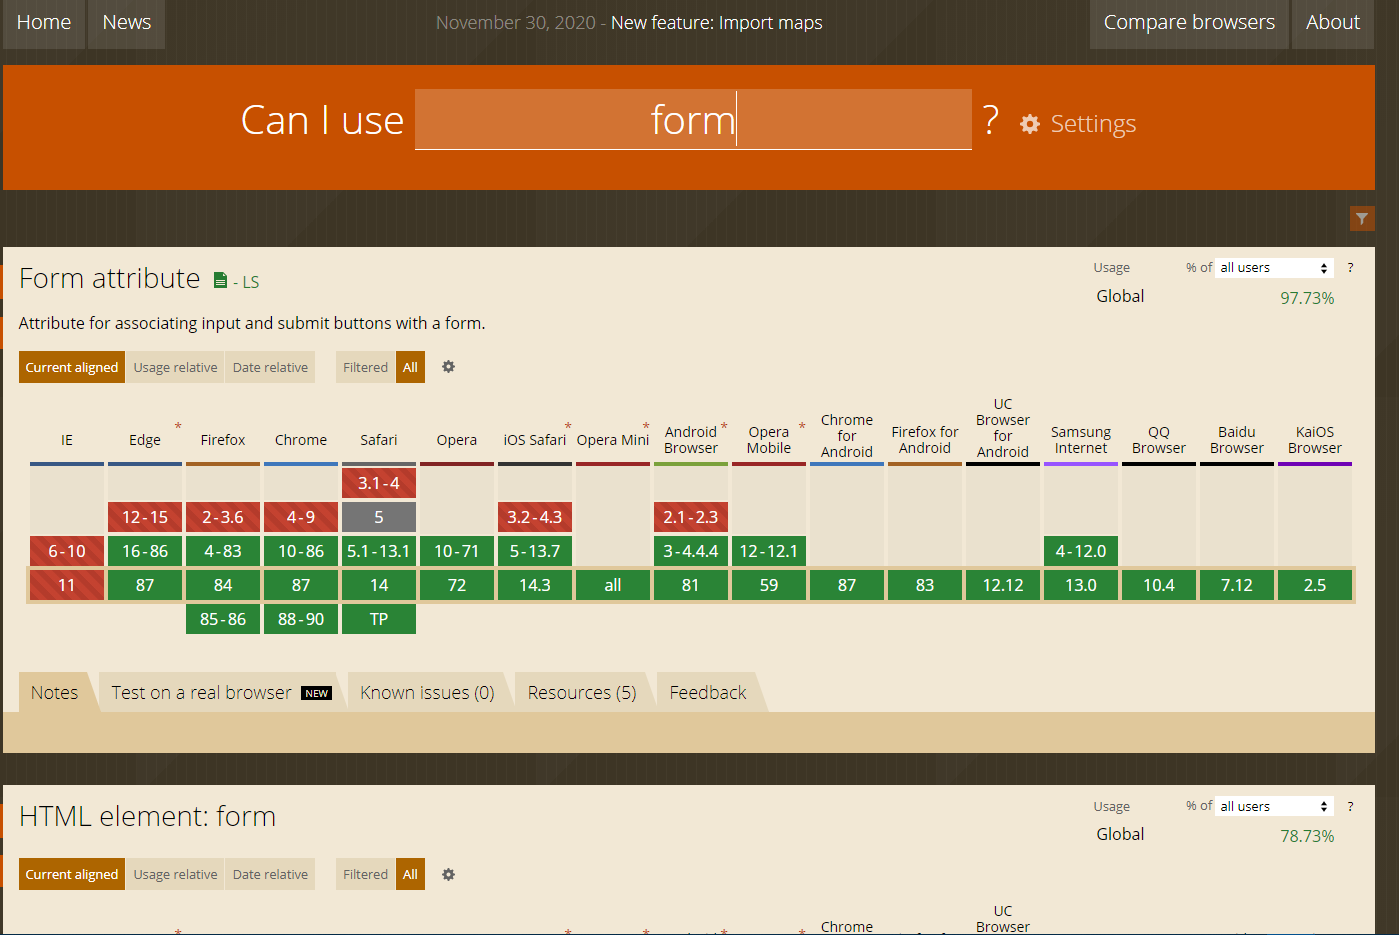 Home News November 30, 2020 - New feature: Import maps Compare browsers About
Can I use form ? Settings
Form attribute - LS
Usage % of all users ?
Global 97.73%
Attribute for associating input and submit buttons with a form.
Current aligned Usage relative Date relative Filtered All
IE Edge * Firefox Chrome Safari Opera iOS Safari * Opera Mini * Android Browser * Opera Mobile * Chrome for Android Firefox for Android UC Browser for Android Samsung Internet QQ Browser Baidu Browser KaiOS Browser
3.1-4
12-15 2-3.6 4-9 5 3.2-4.3 2.1-2.3
6-10 16-86 4-83 10-86 5.1-13.1 10-71 5-13.7 3-4.4.4 12-12.1 4-12.0
11 87 84 87 14 72 14.3 all 81 59 87 83 12.12 13.0 10.4 7.12 2.5
85-86 88-90 TP
Notes Test on a real browser NEW Known issues (0) Resources (5) Feedback
HTML element: form
Usage % of all users ?
Global 78.73%
Current aligned Usage relative Date relative Filtered All
UC
* * * * * Chrome Browser